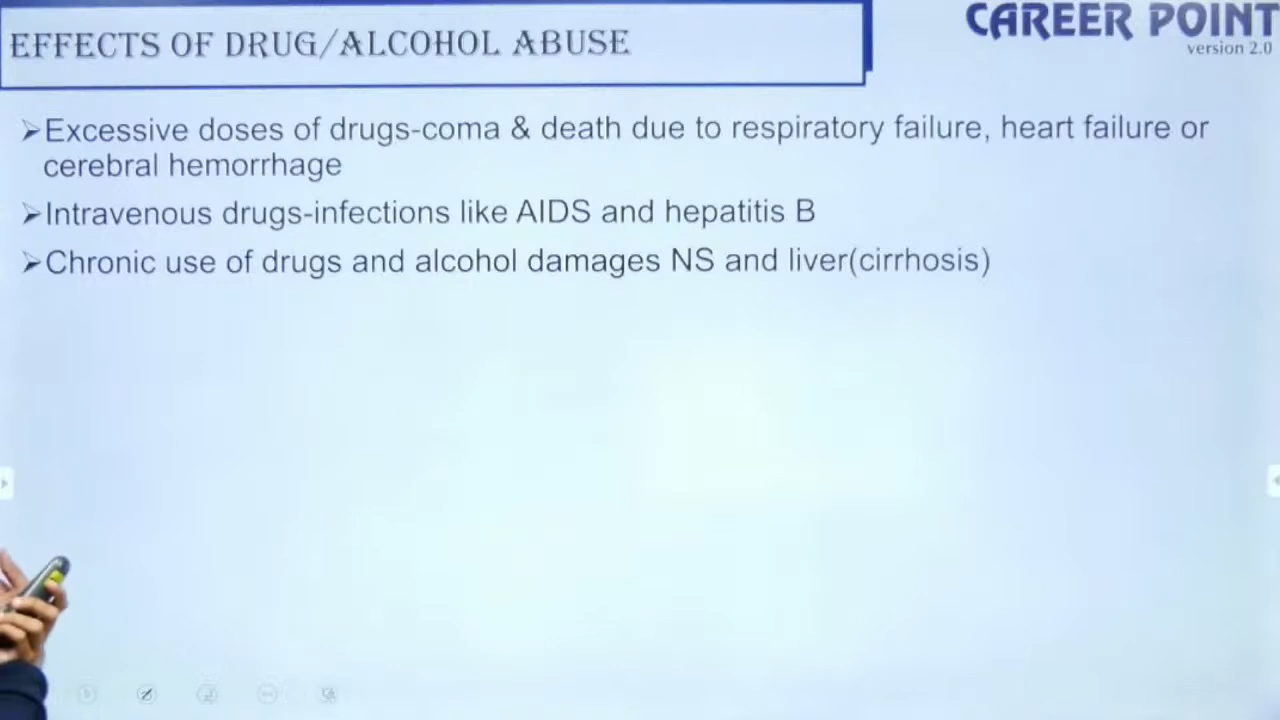 EFFECTS OF DRUG/ALCOHOL ABUSE
CAREER POINT
version 2.0
➢Excessive doses of drugs-coma & death due to respiratory failure, heart failure or
cerebral hemorrhage
➢Intravenous drugs-infections like AIDS and hepatitis B
➢Chronic use of drugs and alcohol damages NS and liver(cirrhosis)